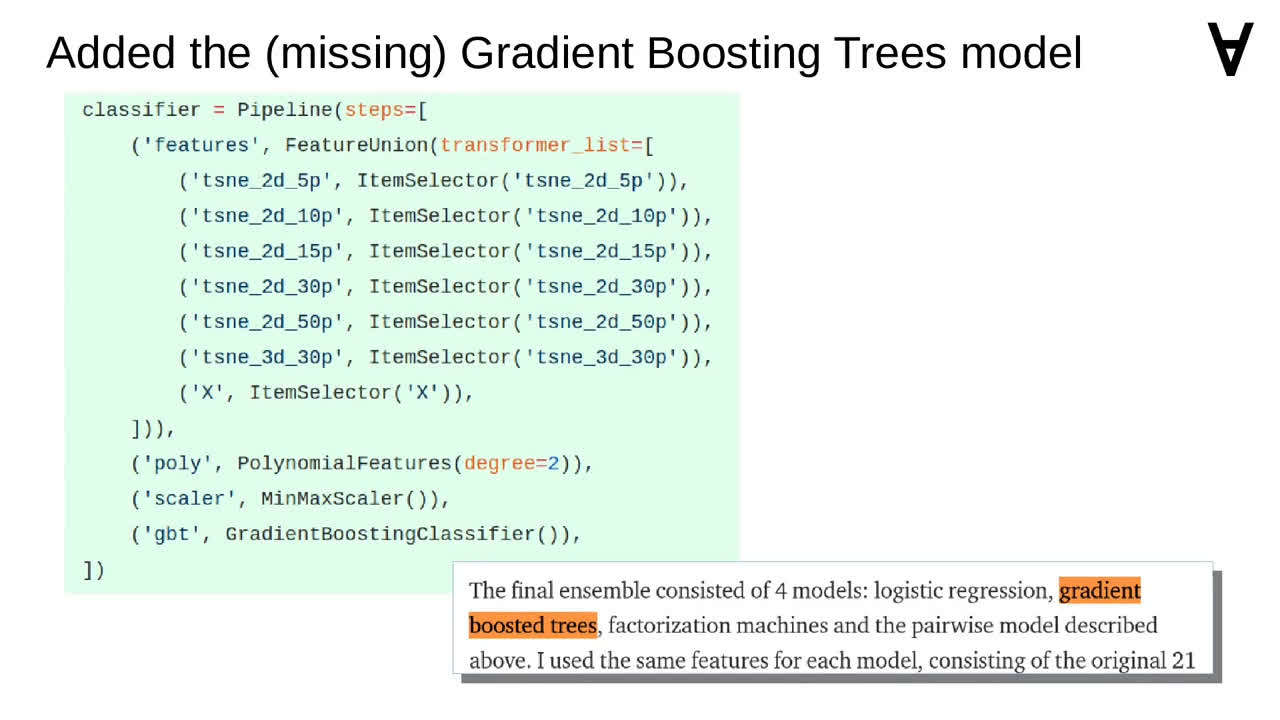 Added the (missing) Gradient Boosting Trees model
∀
classifier = Pipeline(steps=[
    ('features', FeatureUnion(transformer_list=[
        ('tsne_2d_5p', ItemSelector('tsne_2d_5p')),
        ('tsne_2d_10p', ItemSelector('tsne_2d_10p')),
        ('tsne_2d_15p', ItemSelector('tsne_2d_15p')),
        ('tsne_2d_30p', ItemSelector('tsne_2d_30p')),
        ('tsne_2d_50p', ItemSelector('tsne_2d_50p')),
        ('tsne_3d_30p', ItemSelector('tsne_3d_30p')),
        ('X', ItemSelector('X')),
    ])),
    ('poly', PolynomialFeatures(degree=2)),
    ('scaler', MinMaxScaler()),
    ('gbt', GradientBoostingClassifier()),
])
The final ensemble consisted of 4 models: logistic regression, gradient
boosted trees, factorization machines and the pairwise model described
above. I used the same features for each model, consisting of the original 21